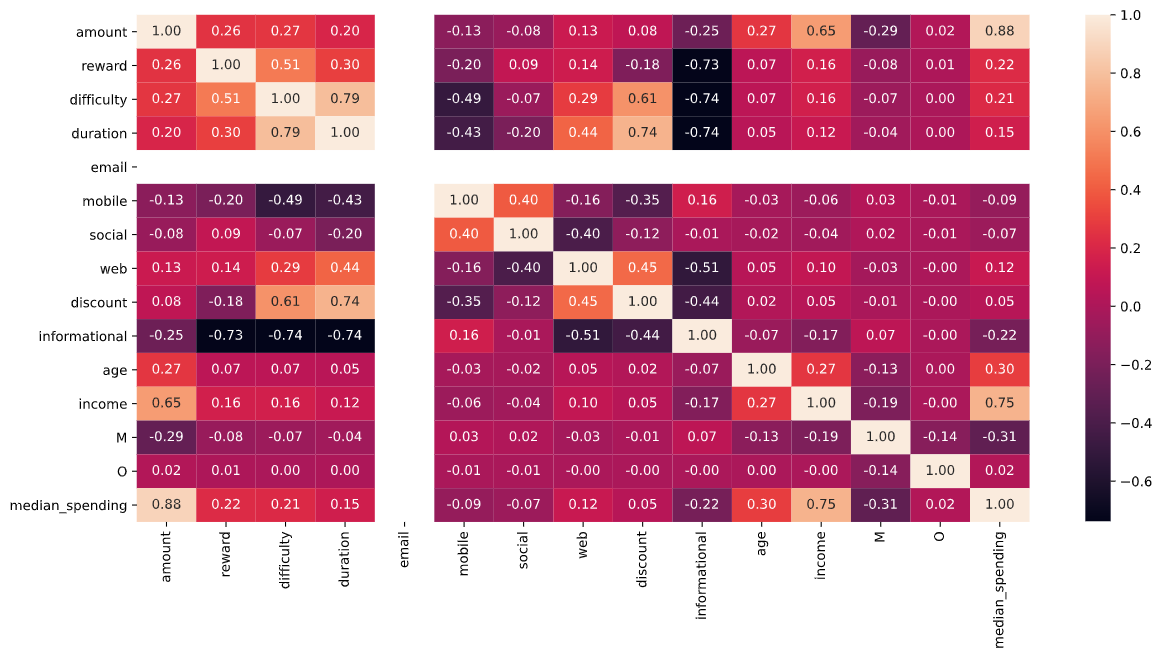 amount 1.00 0.26 0.27 0.20 -0.13 -0.08 0.13 0.08 -0.25 0.27 0.65 -0.29 0.02 0.88
reward 0.26 1.00 0.51 0.30 -0.20 0.09 0.14 -0.18 -0.73 0.07 0.16 -0.08 0.01 0.22
difficulty 0.27 0.51 1.00 0.79 -0.49 -0.07 0.29 0.61 -0.74 0.07 0.16 -0.07 0.00 0.21
duration 0.20 0.30 0.79 1.00 -0.43 -0.20 0.44 0.74 -0.74 0.05 0.12 -0.04 0.00 0.15
email
mobile -0.13 -0.20 -0.49 -0.43 1.00 0.40 -0.16 -0.35 0.16 -0.03 -0.06 0.03 -0.01 -0.09
social -0.08 0.09 -0.07 -0.20 0.40 1.00 -0.40 -0.12 -0.01 -0.02 -0.04 0.02 -0.01 -0.07
web 0.13 0.14 0.29 0.44 -0.16 -0.40 1.00 0.45 -0.51 0.05 0.10 -0.03 -0.00 0.12
discount 0.08 -0.18 0.61 0.74 -0.35 -0.12 0.45 1.00 -0.44 0.02 0.05 -0.01 -0.00 0.05
informational -0.25 -0.73 -0.74 -0.74 0.16 -0.01 -0.51 -0.44 1.00 -0.07 -0.17 0.07 -0.00 -0.22
age 0.27 0.07 0.07 0.05 -0.03 -0.02 0.05 0.02 -0.07 1.00 0.27 -0.13 0.00 0.30
income 0.65 0.16 0.16 0.12 -0.06 -0.04 0.10 0.05 -0.17 0.27 1.00 -0.19 -0.00 0.75
M -0.29 -0.08 -0.07 -0.04 0.03 0.02 -0.03 -0.01 0.07 -0.13 -0.19 1.00 -0.14 -0.31
O 0.02 0.01 0.00 0.00 -0.01 -0.01 -0.00 -0.00 -0.00 0.00 -0.00 -0.14 1.00 0.02
median_spending 0.88 0.22 0.21 0.15 -0.09 -0.07 0.12 0.05 -0.22 0.30 0.75 -0.31 0.02 1.00
amount
reward
difficulty
duration
email
mobile
social
web
discount
informational
age
income
M
O
median_spending
1.0
0.8
0.6
0.4
0.2
0.0
−0.2
−0.4
−0.6